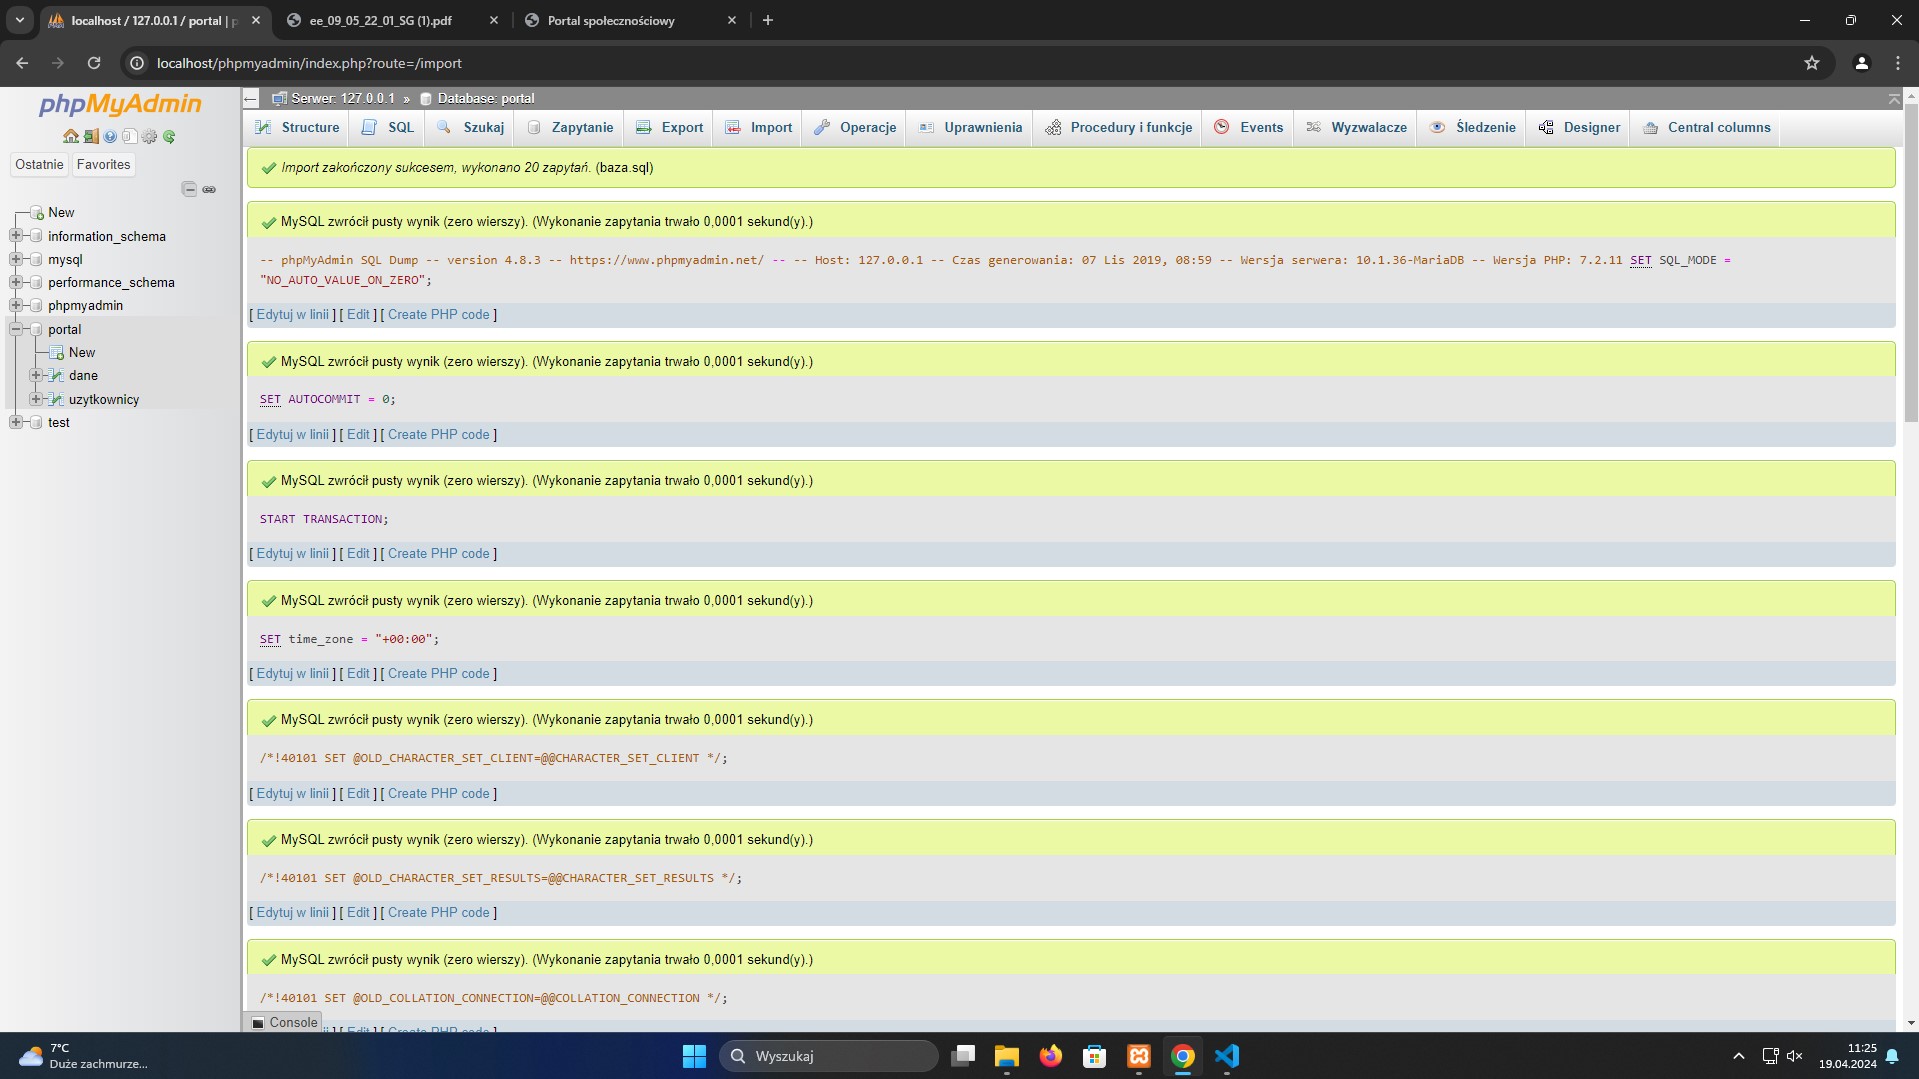 localhost / 127.0.0.1 / portal | p
ee_09_05_22_01_SG (1).pdf
Portal społecznościowy
localhost/phpmyadmin/index.php?route=/import
phpMyAdmin
Ostatnie
Favorites
New
information_schema
mysql
performance_schema
phpmyadmin
portal
New
dane
uzytkownicy
test
Serwer: 127.0.0.1 » Database: portal
Structure
SQL
Szukaj
Zapytanie
Export
Import
Operacje
Uprawnienia
Procedury i funkcje
Events
Wyzwalacze
Śledzenie
Designer
Central columns
Import zakończony sukcesem, wykonano 20 zapytań. (baza.sql)
MySQL zwrócił pusty wynik (zero wierszy). (Wykonanie zapytania trwało 0,0001 sekund(y).)
-- phpMyAdmin SQL Dump -- version 4.8.3 -- https://www.phpmyadmin.net/ -- -- Host: 127.0.0.1 -- Czas generowania: 07 Lis 2019, 08:59 -- Wersja serwera: 10.1.36-MariaDB -- Wersja PHP: 7.2.11 SET SQL_MODE =
"NO_AUTO_VALUE_ON_ZERO";
[ Edytuj w linii ] [ Edit ] [ Create PHP code ]
MySQL zwrócił pusty wynik (zero wierszy). (Wykonanie zapytania trwało 0,0001 sekund(y).)
SET AUTOCOMMIT = 0;
[ Edytuj w linii ] [ Edit ] [ Create PHP code ]
MySQL zwrócił pusty wynik (zero wierszy). (Wykonanie zapytania trwało 0,0001 sekund(y).)
START TRANSACTION;
[ Edytuj w linii ] [ Edit ] [ Create PHP code ]
MySQL zwrócił pusty wynik (zero wierszy). (Wykonanie zapytania trwało 0,0001 sekund(y).)
SET time_zone = "+00:00";
[ Edytuj w linii ] [ Edit ] [ Create PHP code ]
MySQL zwrócił pusty wynik (zero wierszy). (Wykonanie zapytania trwało 0,0001 sekund(y).)
/*!40101 SET @OLD_CHARACTER_SET_CLIENT=@@CHARACTER_SET_CLIENT */;
[ Edytuj w linii ] [ Edit ] [ Create PHP code ]
MySQL zwrócił pusty wynik (zero wierszy). (Wykonanie zapytania trwało 0,0001 sekund(y).)
/*!40101 SET @OLD_CHARACTER_SET_RESULTS=@@CHARACTER_SET_RESULTS */;
[ Edytuj w linii ] [ Edit ] [ Create PHP code ]
MySQL zwrócił pusty wynik (zero wierszy). (Wykonanie zapytania trwało 0,0001 sekund(y).)
/*!40101 SET @OLD_COLLATION_CONNECTION=@@COLLATION_CONNECTION */;
Console
] [ Edit ] [ Create PHP code ]
7°C
Duże zachmurze...
Wyszukaj
11:25
19.04.2024